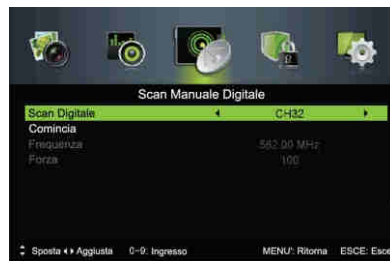 Scan Manuale Digitale
Scan Digitale CH32
Comincia
Frequenza 562.00 MHz
Forza 100
Sposta Aggiusta 0~9: Ingresso MENU': Ritorna ESCE: Esce